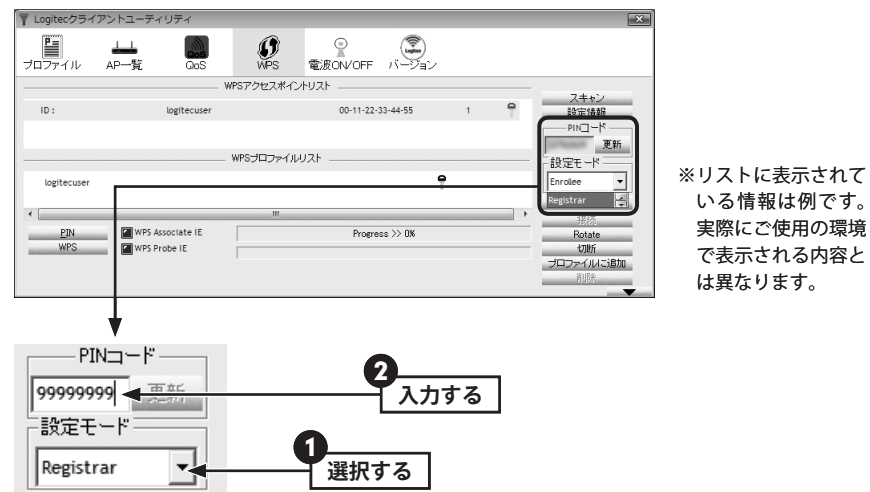 Logitecクライアントユーティリティ
プロファイル AP一覧 QoS WPS 電波ON/OFF バージョン
WPSアクセスポイントリスト
ID : logitecuser 00-11-22-33-44-55 1
スキャン
設定情報
PINコード
更新
設定モード
Enrollee
Registrar
WPSプロファイルリスト
logitecuser
接続
PIN WPS Associate IE Progress >> 0% Rotate
WPS WPS Probe IE 切断
プロファイルに追加
削除
※リストに表示されて
いる情報は例です。
実際にご使用の環境
で表示される内容と
は異なります。
PINコード
99999999 更新
2
入力する
設定モード
Registrar
1
選択する